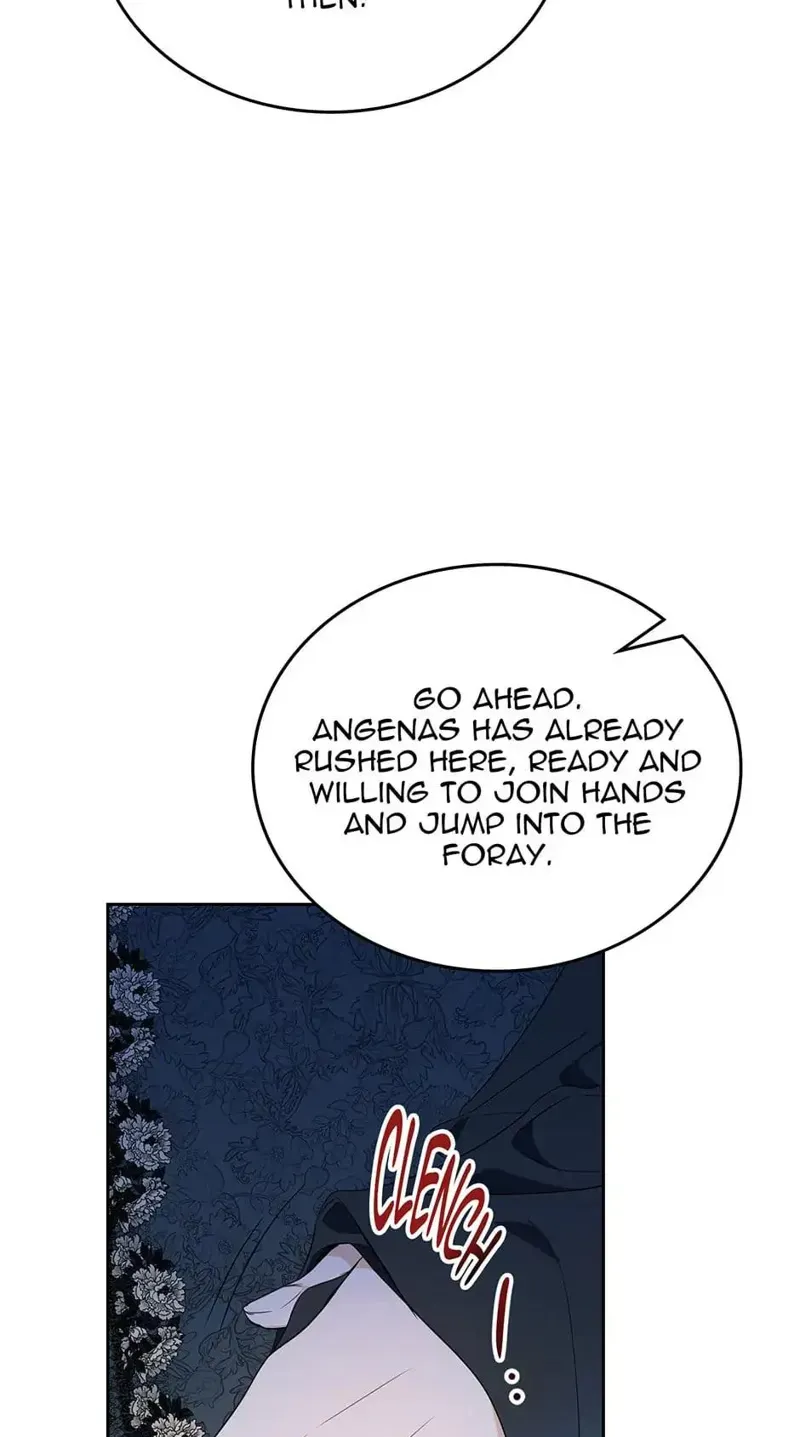 THEN.
GO AHEAD.
ANGENAS HAS ALREADY
RUSHED HERE, READY AND
WILLING TO JOIN HANDS
AND JUMP INTO THE
FORAY.
CLENCH